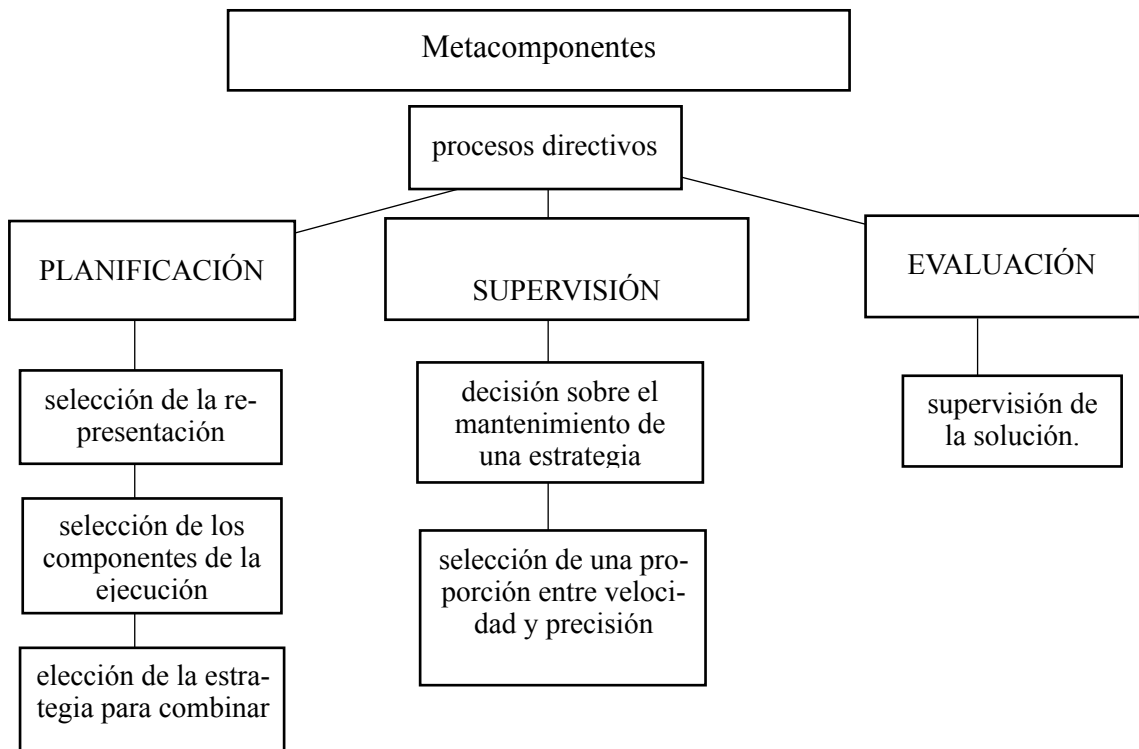 Metacomponentes
procesos directivos
PLANIFICACIÓN
selección de la re-
presentación
selección de los
componentes de la
ejecución
elección de la estra-
tegia para combinar
SUPERVISIÓN
decisión sobre el
mantenimiento de
una estrategia
selección de una pro-
porción entre veloci-
dad y precisión
EVALUACIÓN
supervisión de
la solución.